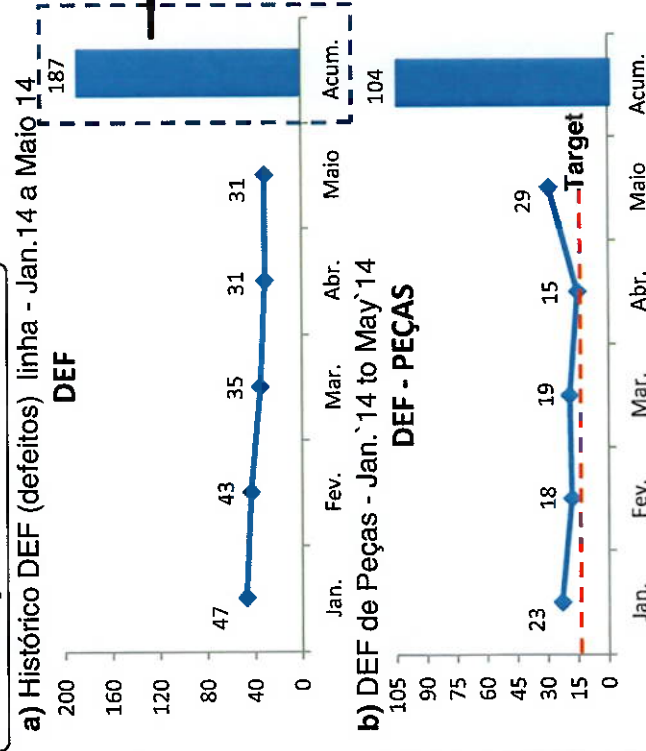 a) Histórico DEF (defeitos) linha - Jan.14 a Maio 14
DEF
200
160
120
80
40
0
47
43
35
31
31
187
Jan.
Fev.
Mar.
Abr.
Maio
Acum.
b) DEF de Peças - Jan.`14 to May`14
DEF - PEÇAS
105
90
75
60
45
30
15
0
23
18
19
15
29
104
Target
Jan.
Fev.
Mar.
Abr.
Maio
Acum.